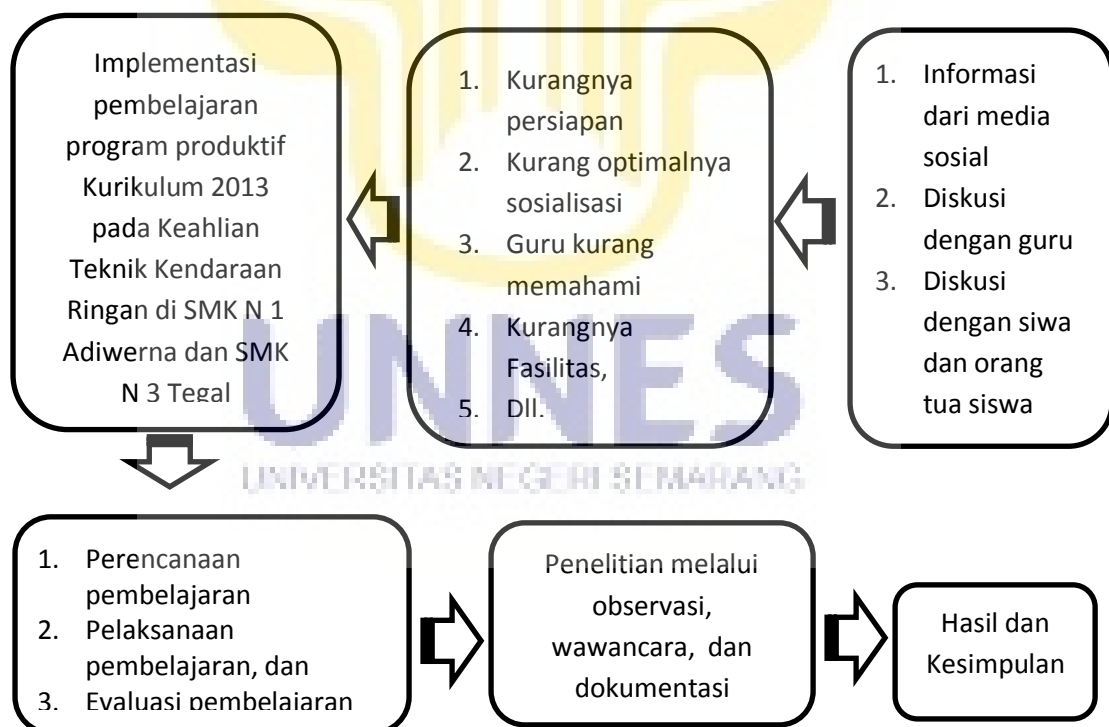 Implementasi
pembelajaran
program produktif
Kurikulum 2013
pada Keahlian
Teknik Kendaraan
Ringan di SMK N 1
Adiwerna dan SMK
N 3 Tegal
1. Kurangnya
persiapan
2. Kurang optimalnya
sosialisasi
3. Guru kurang
memahami
4. Kurangnya
Fasilitas,
5. Dll.
1. Informasi
dari media
sosial
2. Diskusi
dengan guru
3. Diskusi
dengan siwa
dan orang
tua siswa
UNNES
UNIVERSITAS NEGERI SEMARANG
1. Perencanaan
pembelajaran
2. Pelaksanaan
pembelajaran, dan
3. Evaluasi pembelajaran
Penelitian melalui
observasi,
wawancara, dan
dokumentasi
Hasil dan
Kesimpulan